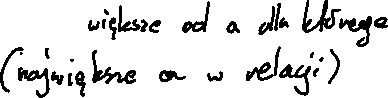 większe od a dla którego
(największe a w relacji)